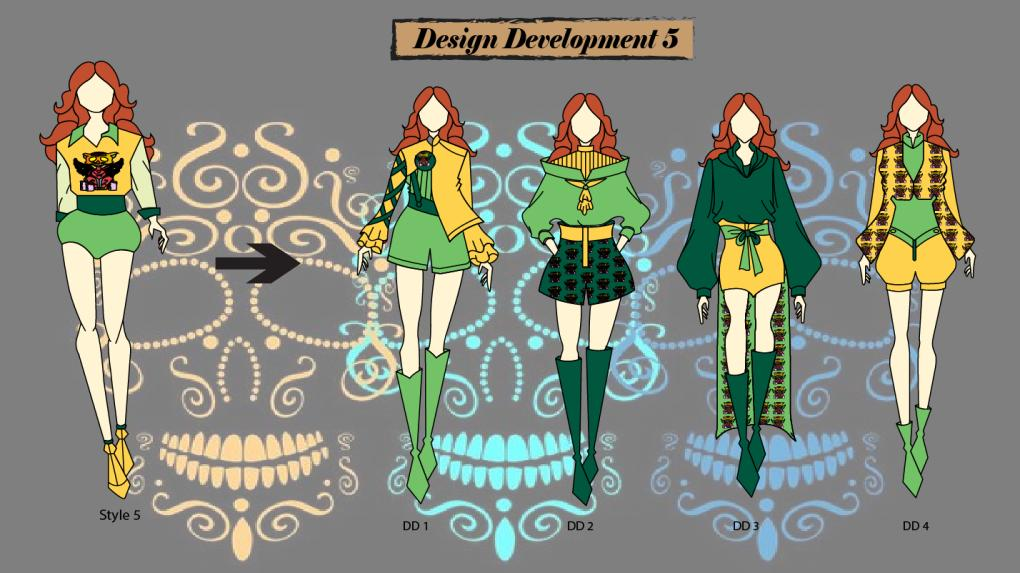 Design Development 5
Style 5
DD 1
DD 2
DD 3
DD 4